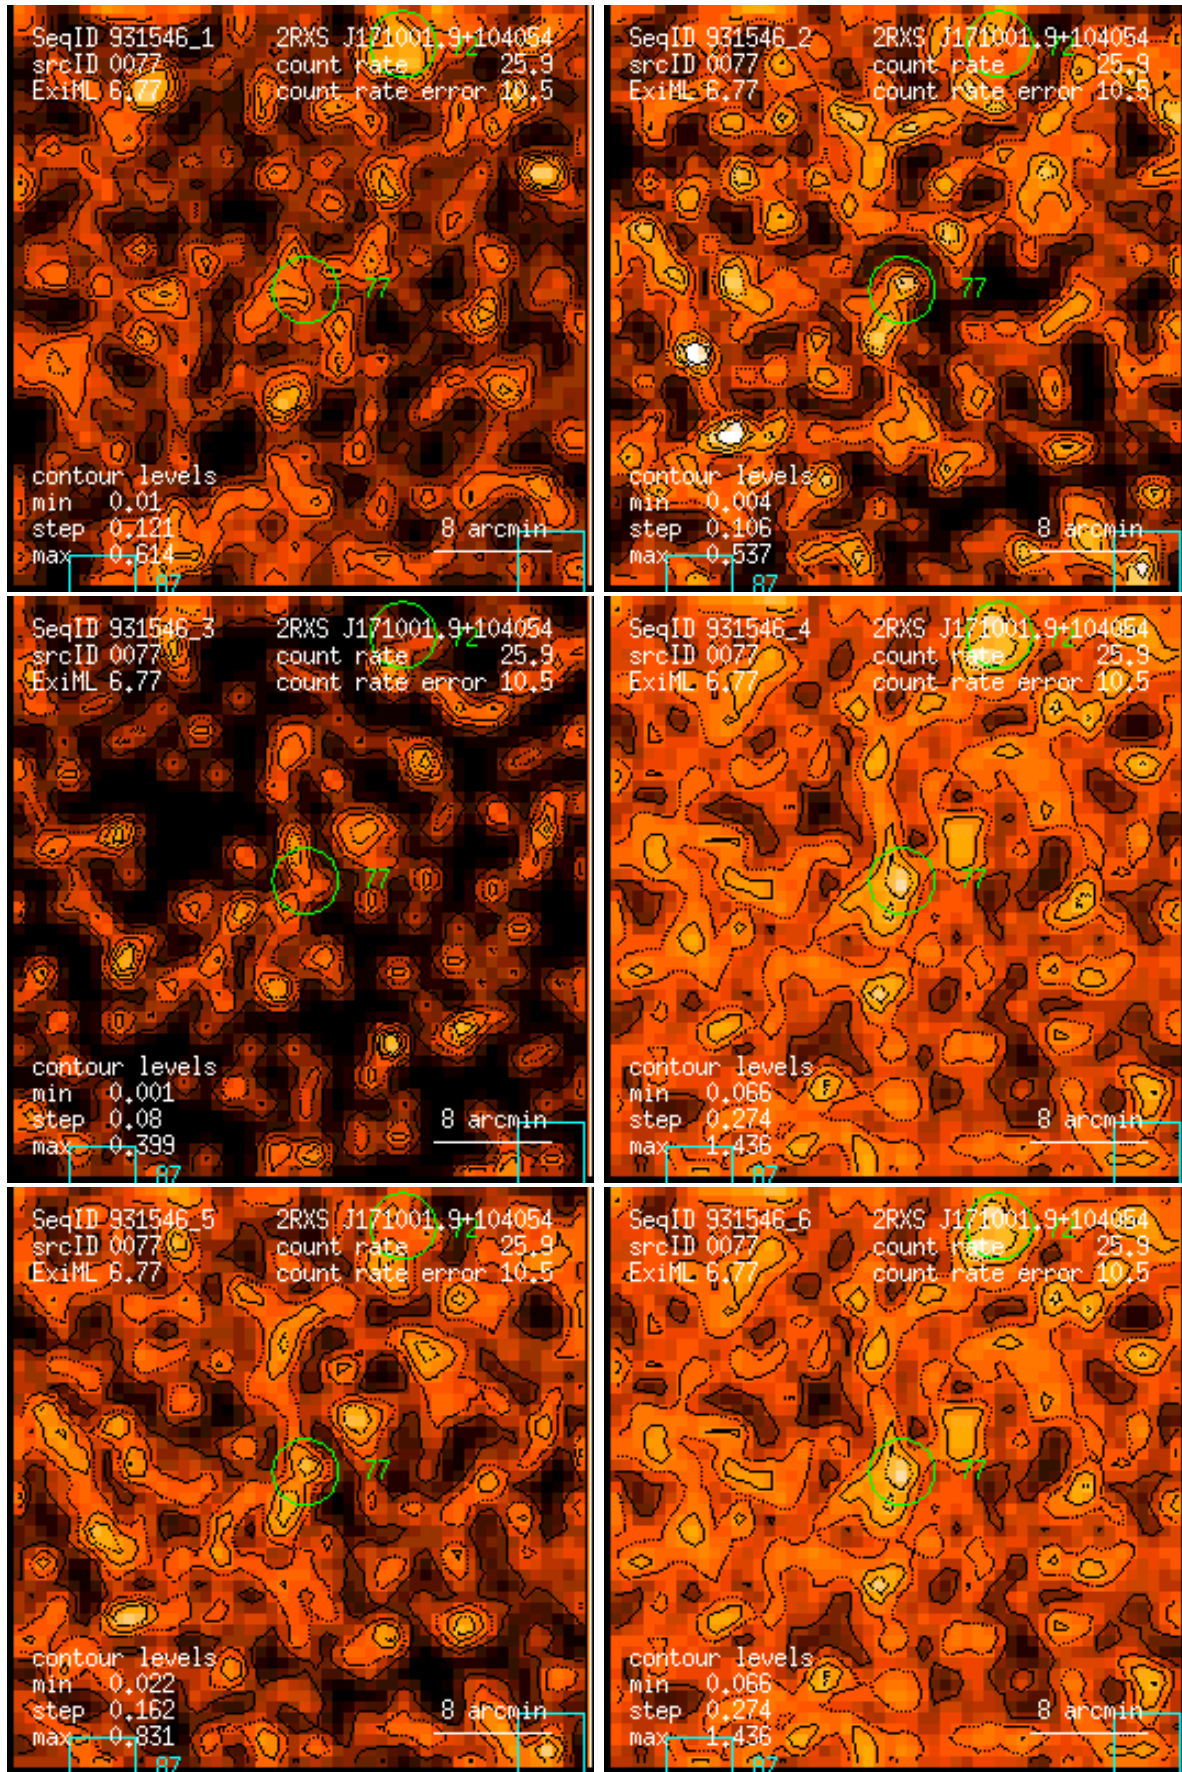 SeqID 931546_1 2RXS J171001.9+104054
srcID 0077 count rate 25.9
ExiML 6.77 count rate error 10.5
72
77
contour levels
min 0.01
step 0.121 8 arcmin
max 0.614
87
SeqID 931546_2 2RXS J171001.9+104054
srcID 0077 count rate 25.9
ExiML 6.77 count rate error 10.5
72
77
contour levels
min 0.004
step 0.106 8 arcmin
max 0.537
87
SeqID 931546_3 2RXS J171001.9+104054
srcID 0077 count rate 25.9
ExiML 6.77 count rate error 10.5
72
77
contour levels
min 0.001
step 0.08 8 arcmin
max 0.399
87
SeqID 931546_4 2RXS J171001.9+104054
srcID 0077 count rate 25.9
ExiML 6.77 count rate error 10.5
72
77
contour levels
min 0.066
step 0.274 8 arcmin
max 1.436
87
SeqID 931546_5 2RXS J171001.9+104054
srcID 0077 count rate 25.9
ExiML 6.77 count rate error 10.5
72
77
contour levels
min 0.022
step 0.162 8 arcmin
max 0.831
87
SeqID 931546_6 2RXS J171001.9+104054
srcID 0077 count rate 25.9
ExiML 6.77 count rate error 10.5
72
77
contour levels
min 0.066
step 0.274 8 arcmin
max 1.436
87